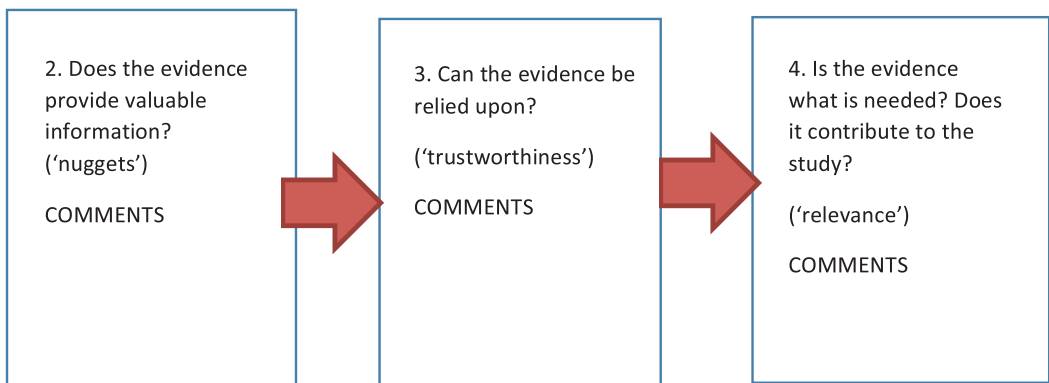 2. Does the evidence
provide valuable
information?
(‘nuggets’)
COMMENTS
3. Can the evidence be
relied upon?
(‘trustworthiness’)
COMMENTS
4. Is the evidence
what is needed? Does
it contribute to the
study?
(‘relevance’)
COMMENTS